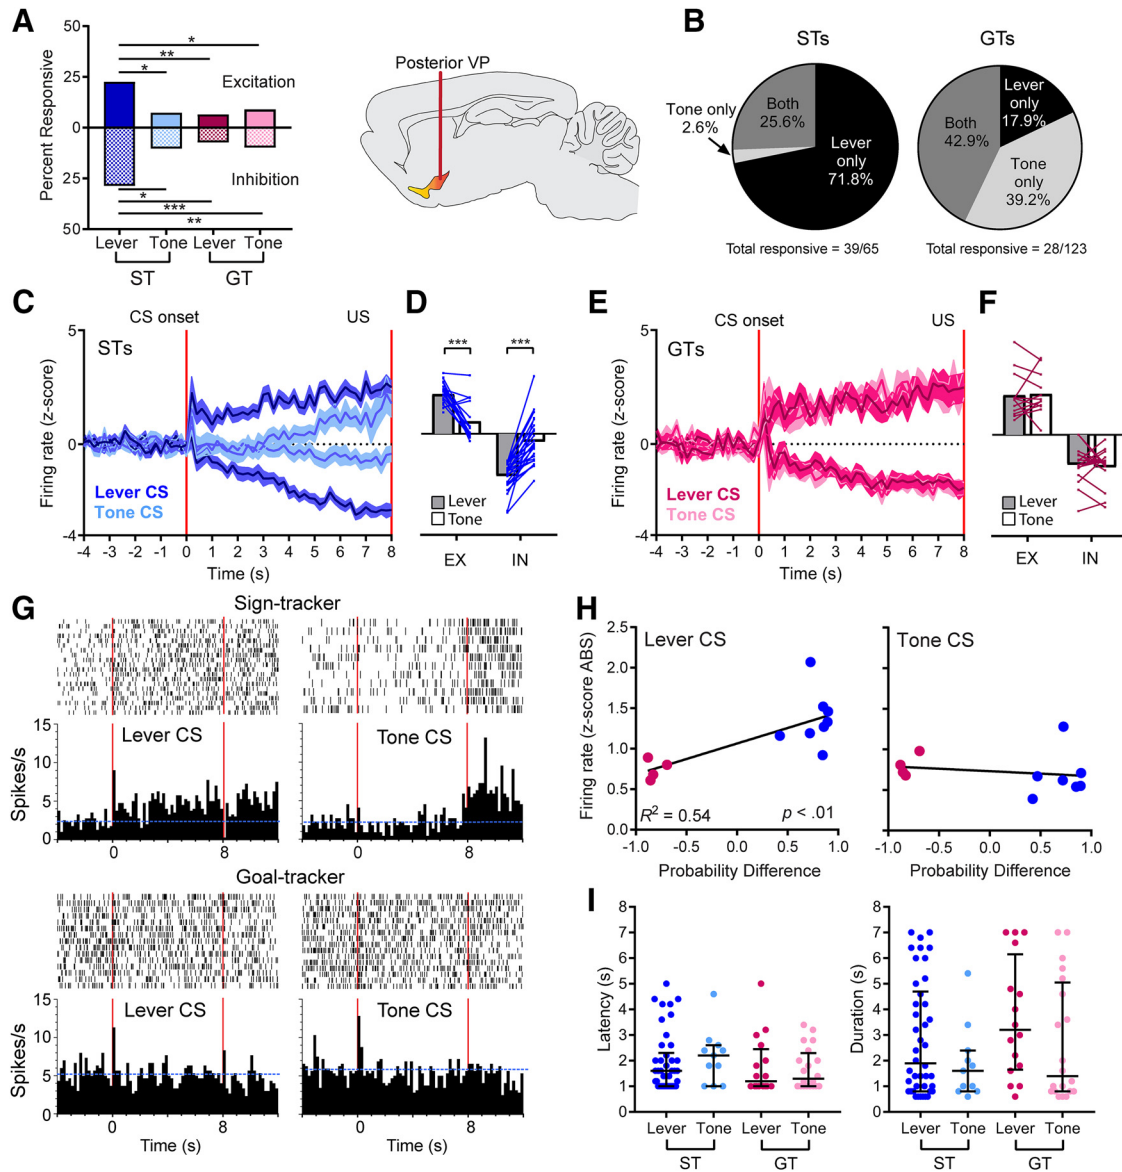 A
50
25
0
25
50
Percent Responsive
*
**
*
Excitation
Inhibition
*
*
***
**
Lever Tone Lever Tone
ST GT
Posterior VP
B
STs GTs
Tone only
2.6%
Both
25.6%
Lever
only
71.8%
Lever
only
17.9%
Both
42.9%
Tone
only
39.2%
Total responsive = 39/65
Total responsive = 28/123
C
CS onset US
5
0
-4
Firing rate (z-score)
STs
Lever CS
Tone CS
-4 -3 -2 -1 0 1 2 3 4 5 6 7 8
Time (s)
D
*** ***
Lever
Tone
EX IN
E
CS onset US
5
0
-4
Firing rate (z-score)
GTs
Lever CS
Tone CS
-4 -3 -2 -1 0 1 2 3 4 5 6 7 8
Time (s)
F
Lever
Tone
EX IN
G
Sign-tracker
15
10
5
0
Spikes/s
Lever CS Tone CS
0 8 0 8
Goal-tracker
15
10
5
0
Spikes/s
Lever CS Tone CS
0 8 0 8
Time (s) Time (s)
H
2.5
2.0
1.5
1.0
0.5
0.0
Firing rate (z-score ABS)
Lever CS Tone CS
R2 = 0.54 p < .01
-1.0 -0.5 0.0 0.5 1.0
-1.0 -0.5 0.0 0.5 1.0
Probability Difference Probability Difference
I
8
7
6
5
4
3
2
1
0
Latency (s)
Lever Tone Lever Tone
ST GT
8
7
6
5
4
3
2
1
0
Duration (s)
Lever Tone Lever Tone
ST GT